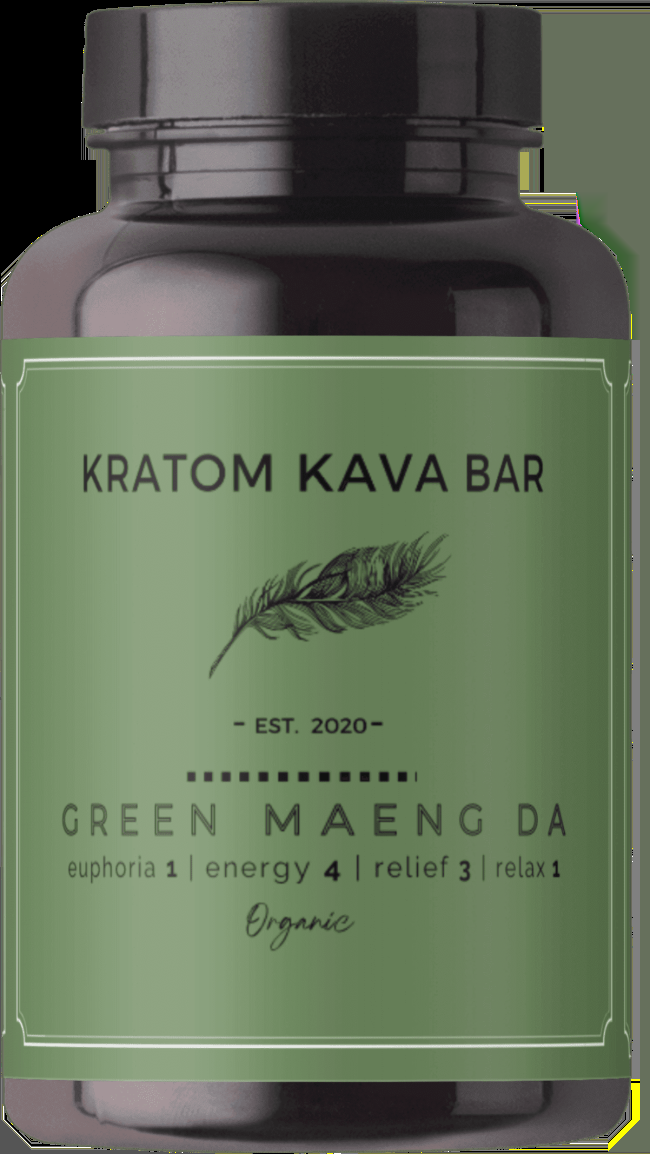 KRATOM KAVA BAR
- EST. 2020-
GREEN MAENG DA
euphoria 1 | energy 4 | relief 3 | relax 1
Organic